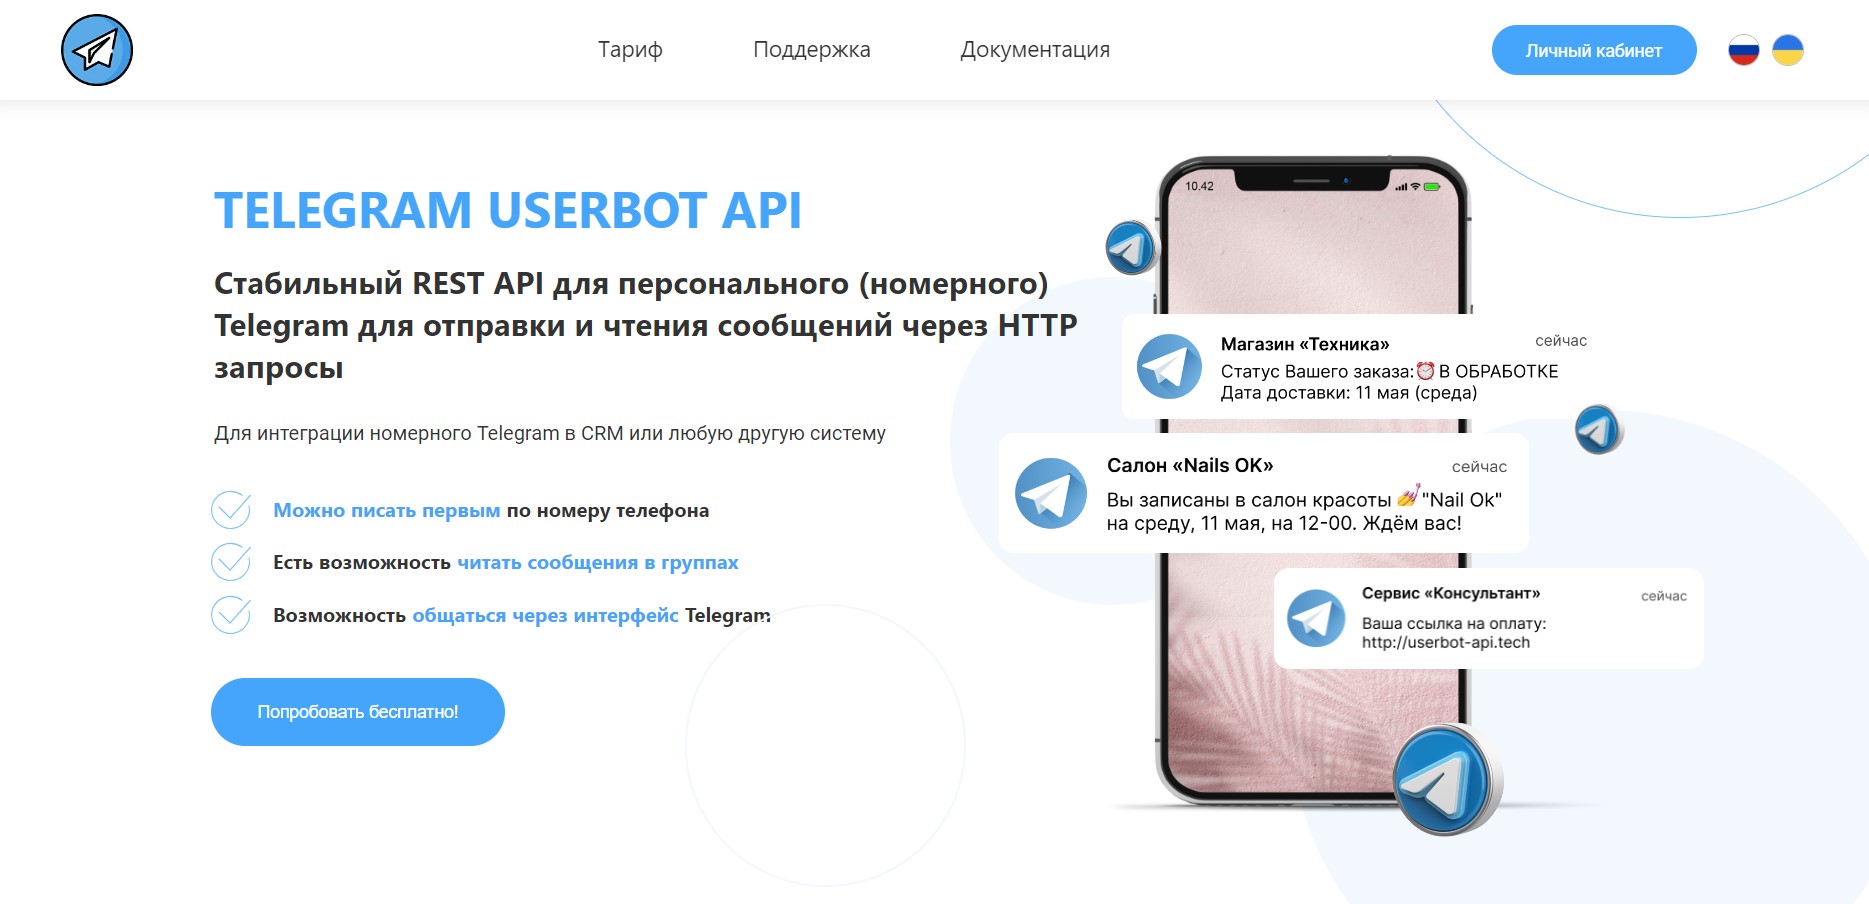 Тариф
Поддержка
Документация
Личный кабинет
TELEGRAM USERBOT API
Стабильный REST API для персонального (номерного)
Telegram для отправки и чтения сообщений через HTTP
запросы
Для интеграции номерного Telegram в CRM или любую другую систему
Можно писать первым по номеру телефона
Есть возможность читать сообщения в группах
Возможность общаться через интерфейс Telegram
Попробовать бесплатно!
10.42
Магазин «Техника»
сейчас
Статус Вашего заказа:⏰В ОБРАБОТКЕ
Дата доставки: 11 мая (среда)
Салон «Nails OK»
сейчас
Вы записаны в салон красоты 💅"Nail Ok"
на среду, 11 мая, на 12-00. Ждём вас!
Сервис «Консультант»
сейчас
Ваша ссылка на оплату:
http://userbot-api.tech